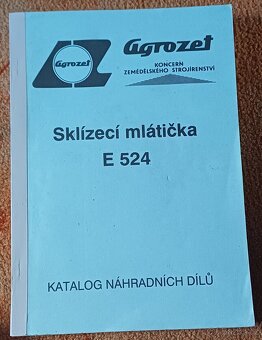 Agrozet
Agrozet
KONCERN
ZEMĚDĚLSKÉHO STROJÍRENSTVÍ
Sklízecí mlátička
E 524
KATALOG NÁHRADNÍCH DÍLŮ